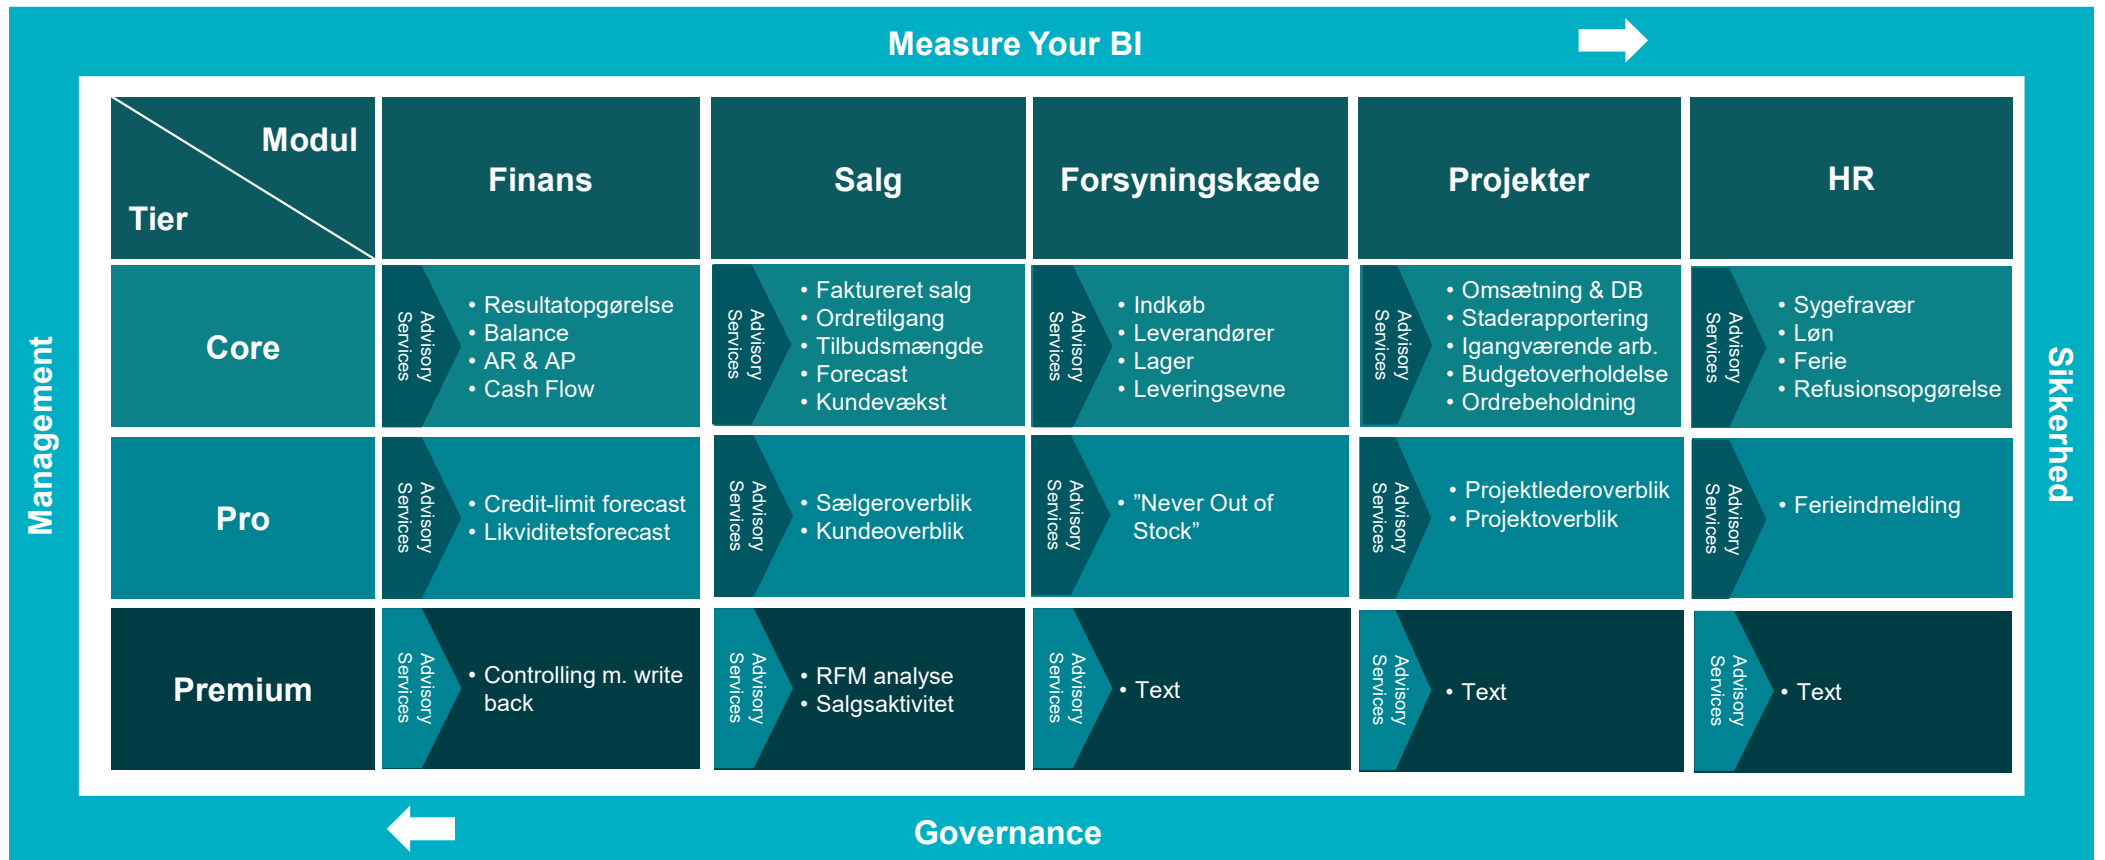 Measure Your BI
Management
Sikkerhed
Modul
Tier
Finans
Salg
Forsyningskæde
Projekter
HR
Core
Advisory
Services
• Resultatopgørelse
• Balance
• AR & AP
• Cash Flow
Advisory
Services
• Faktureret salg
• Ordretilgang
• Tilbudsmængde
• Forecast
• Kundevækst
Advisory
Services
• Indkøb
• Leverandører
• Lager
• Leveringsevne
Advisory
Services
• Omsætning & DB
• Staderapportering
• Igangværende arb.
• Budgetoverholdelse
• Ordrebeholdning
Advisory
Services
• Sygefravær
• Løn
• Ferie
• Refusionsopgørelse
Pro
Advisory
Services
• Credit-limit forecast
• Likviditetsforecast
Advisory
Services
• Sælgeroverblik
• Kundeoverblik
Advisory
Services
• ”Never Out of
Stock”
Advisory
Services
• Projektlederoverblik
• Projektoverblik
Advisory
Services
• Ferieindmelding
Premium
Advisory
Services
• Controlling m. write
back
Advisory
Services
• RFM analyse
• Salgsaktivitet
Advisory
Services
• Text
Advisory
Services
• Text
Advisory
Services
• Text
Governance